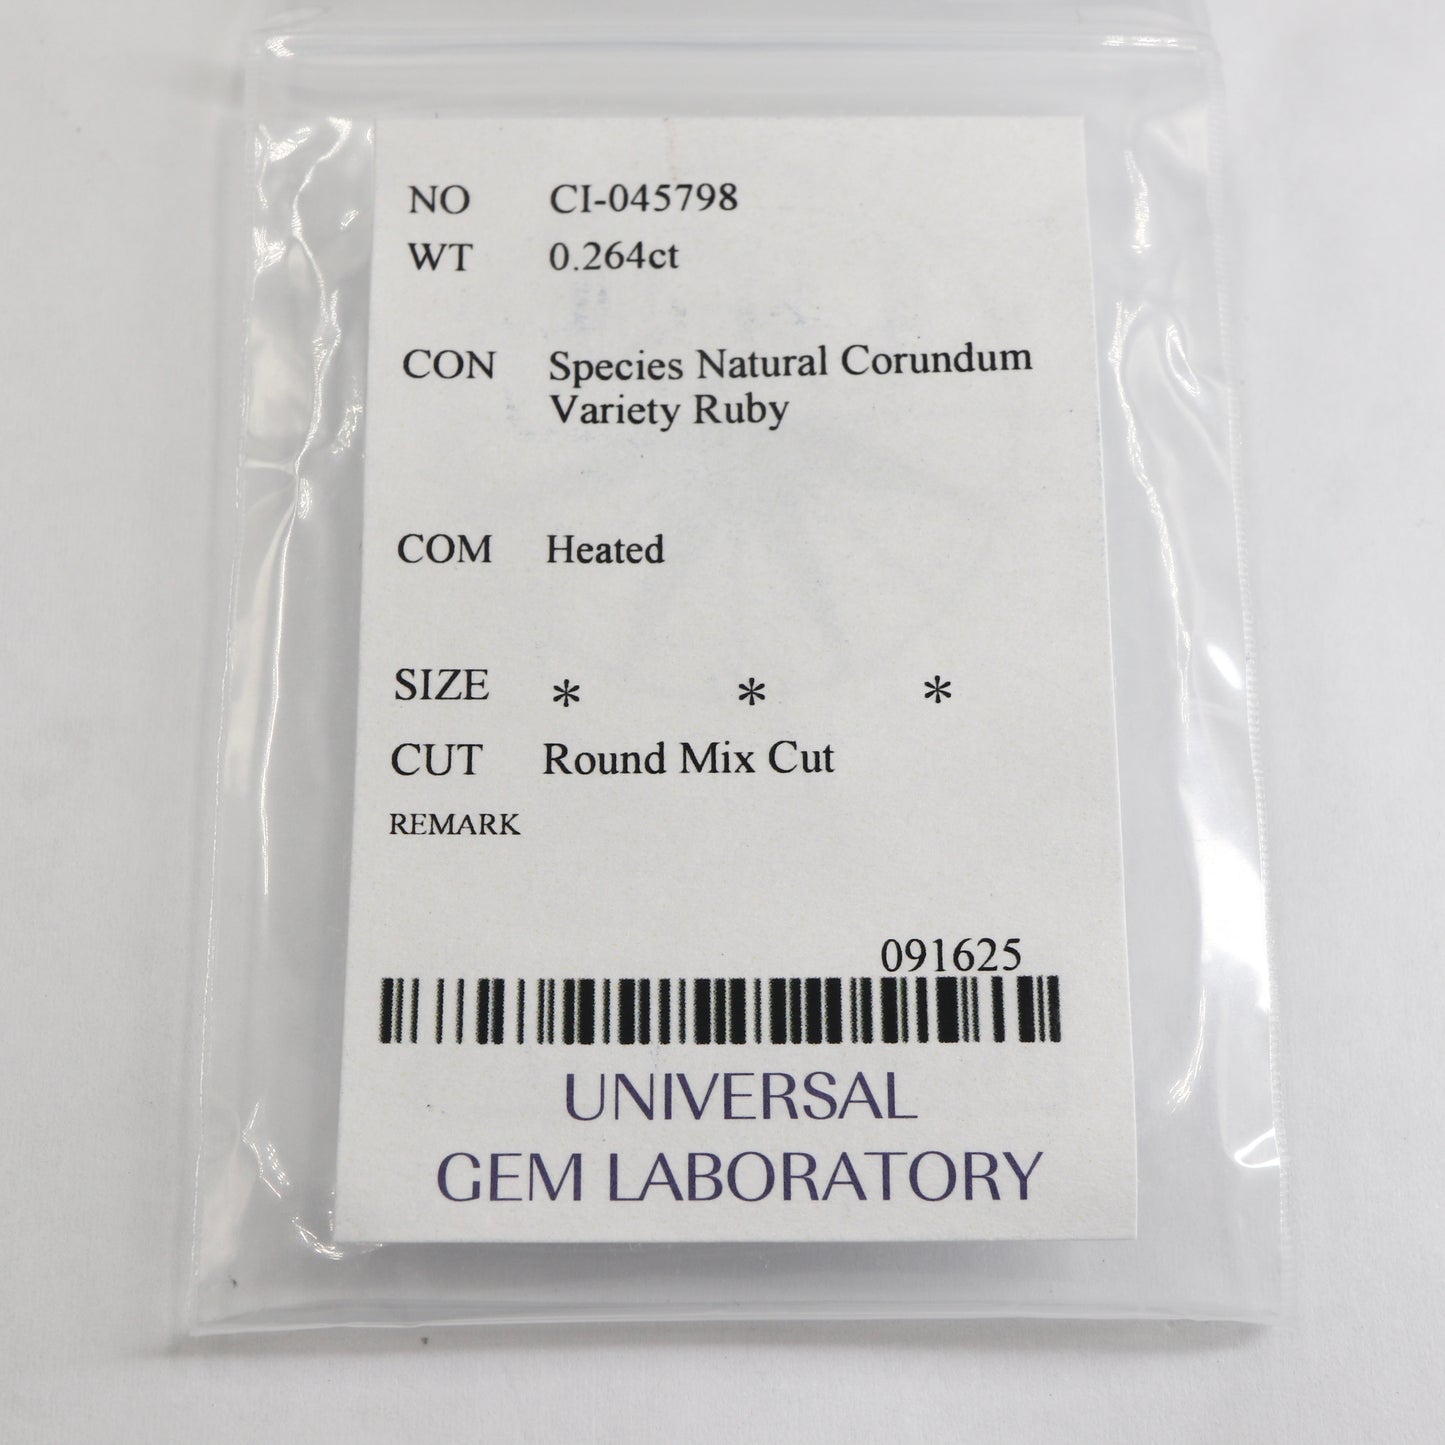 NO CI-045798
WT 0.264ct
CON Species Natural Corundum
Variety Ruby
COM Heated
SIZE * * *
CUT Round Mix Cut
REMARK
091625
UNIVERSAL
GEM LABORATORY